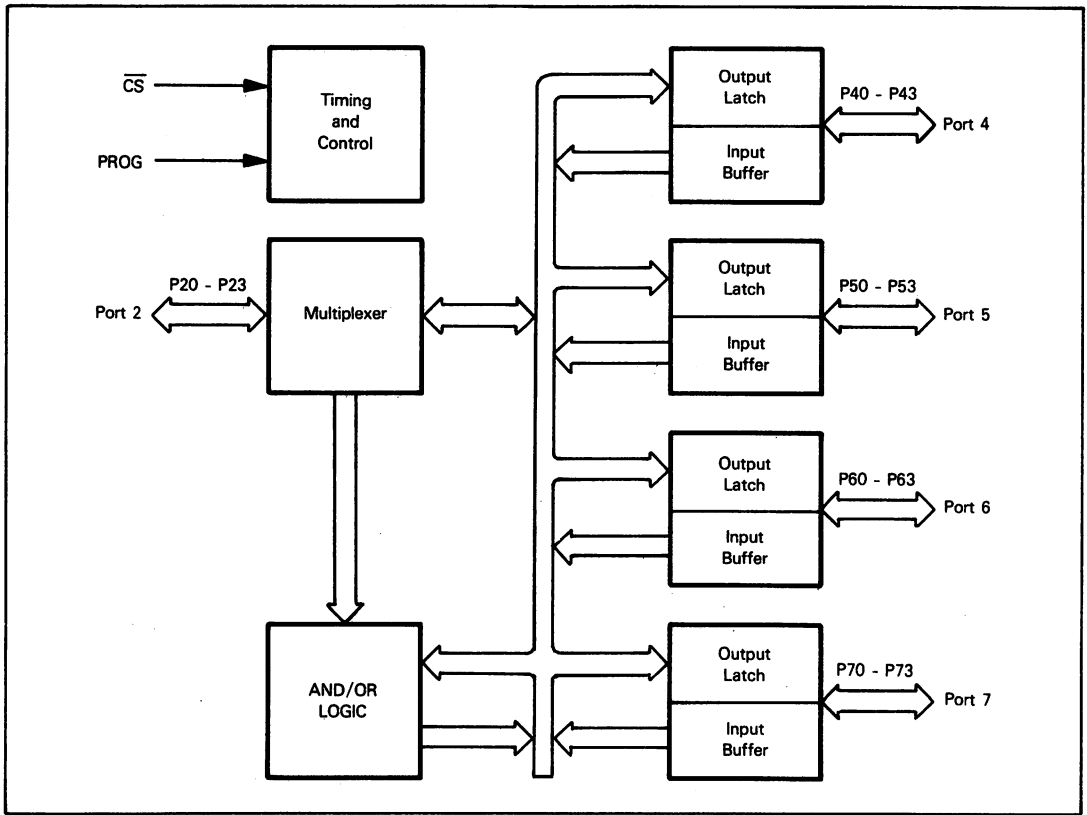 C̅S̅
PROG
Timing
and
Control
P20 - P23
Port 2
Multiplexer
AND/OR
LOGIC
Output
Latch
Input
Buffer
P40 - P43
Port 4
Output
Latch
Input
Buffer
P50 - P53
Port 5
Output
Latch
Input
Buffer
P60 - P63
Port 6
Output
Latch
Input
Buffer
P70 - P73
Port 7